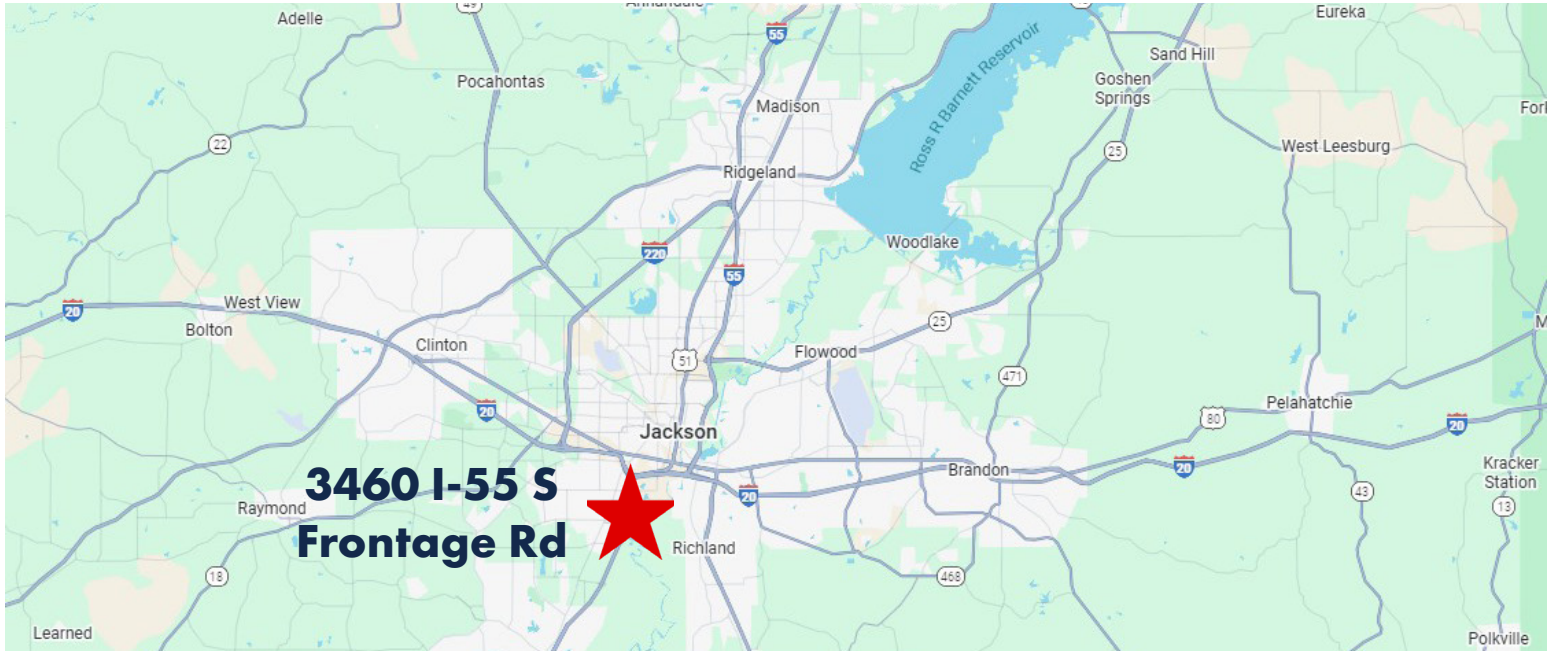 Adelle
49
Annandale
55
Eureka
Sand Hill
Pocahontas
Goshen
Springs
Madison
Ross R Barnett Reservoir
22
25
West Leesburg
Ridgeland
Woodlake
220
55
20
West View
Bolton
25
Clinton
51
Flowood
471
Pelahatchie
80
20
20
Jackson
3460 I-55 S
Frontage Rd
Brandon
20
20
Kracker
Station
Raymond
43
13
Richland
18
468
Learned
Polkville